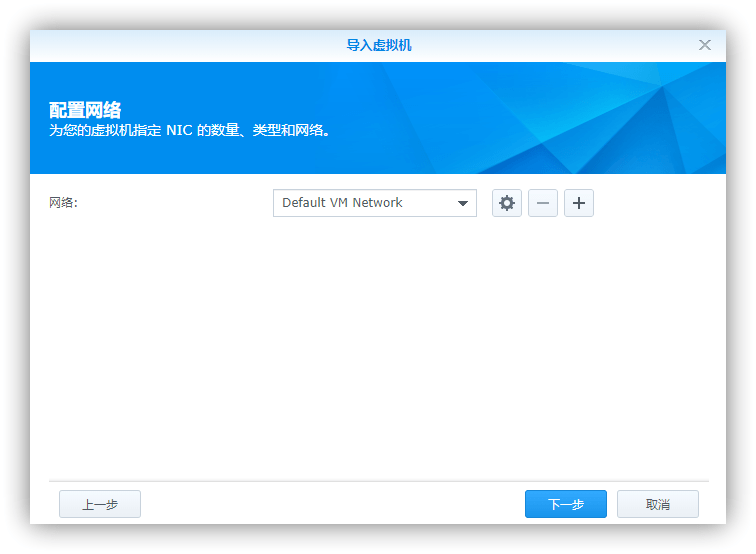 导入虚拟机
配置网络
为您的虚拟机指定 NIC 的数量、类型和网络。
网络:
Default VM Network
上一步
下一步
取消